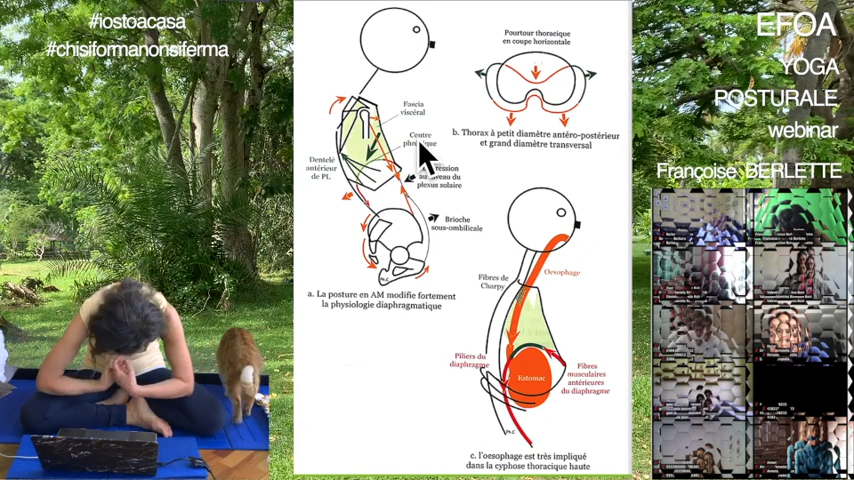 #iostoacasa
#chisiformanonsiferma
EFOA
YOGA
POSTURALE
webinar
Françoise BERLETTE
Pourtour thoracique
en coupe horizontale
b. Thorax à petit diamètre antéro-postérieur
et grand diamètre transversal
Fascia
viscéral
Centre
Dentelé
antérieur
de PL
au niveau du
plexus solaire
Brioche
sous-ombilicale
a. La posture en AM modifie fortement
la physiologie diaphragmatique
Oesophage
Fibres de
Charpy
Piliers du
diaphragme
Estomac
Fibres
musculaires
antérieures
du diaphragme
c. l'oesophage est très impliqué
dans la cyphose thoracique haute